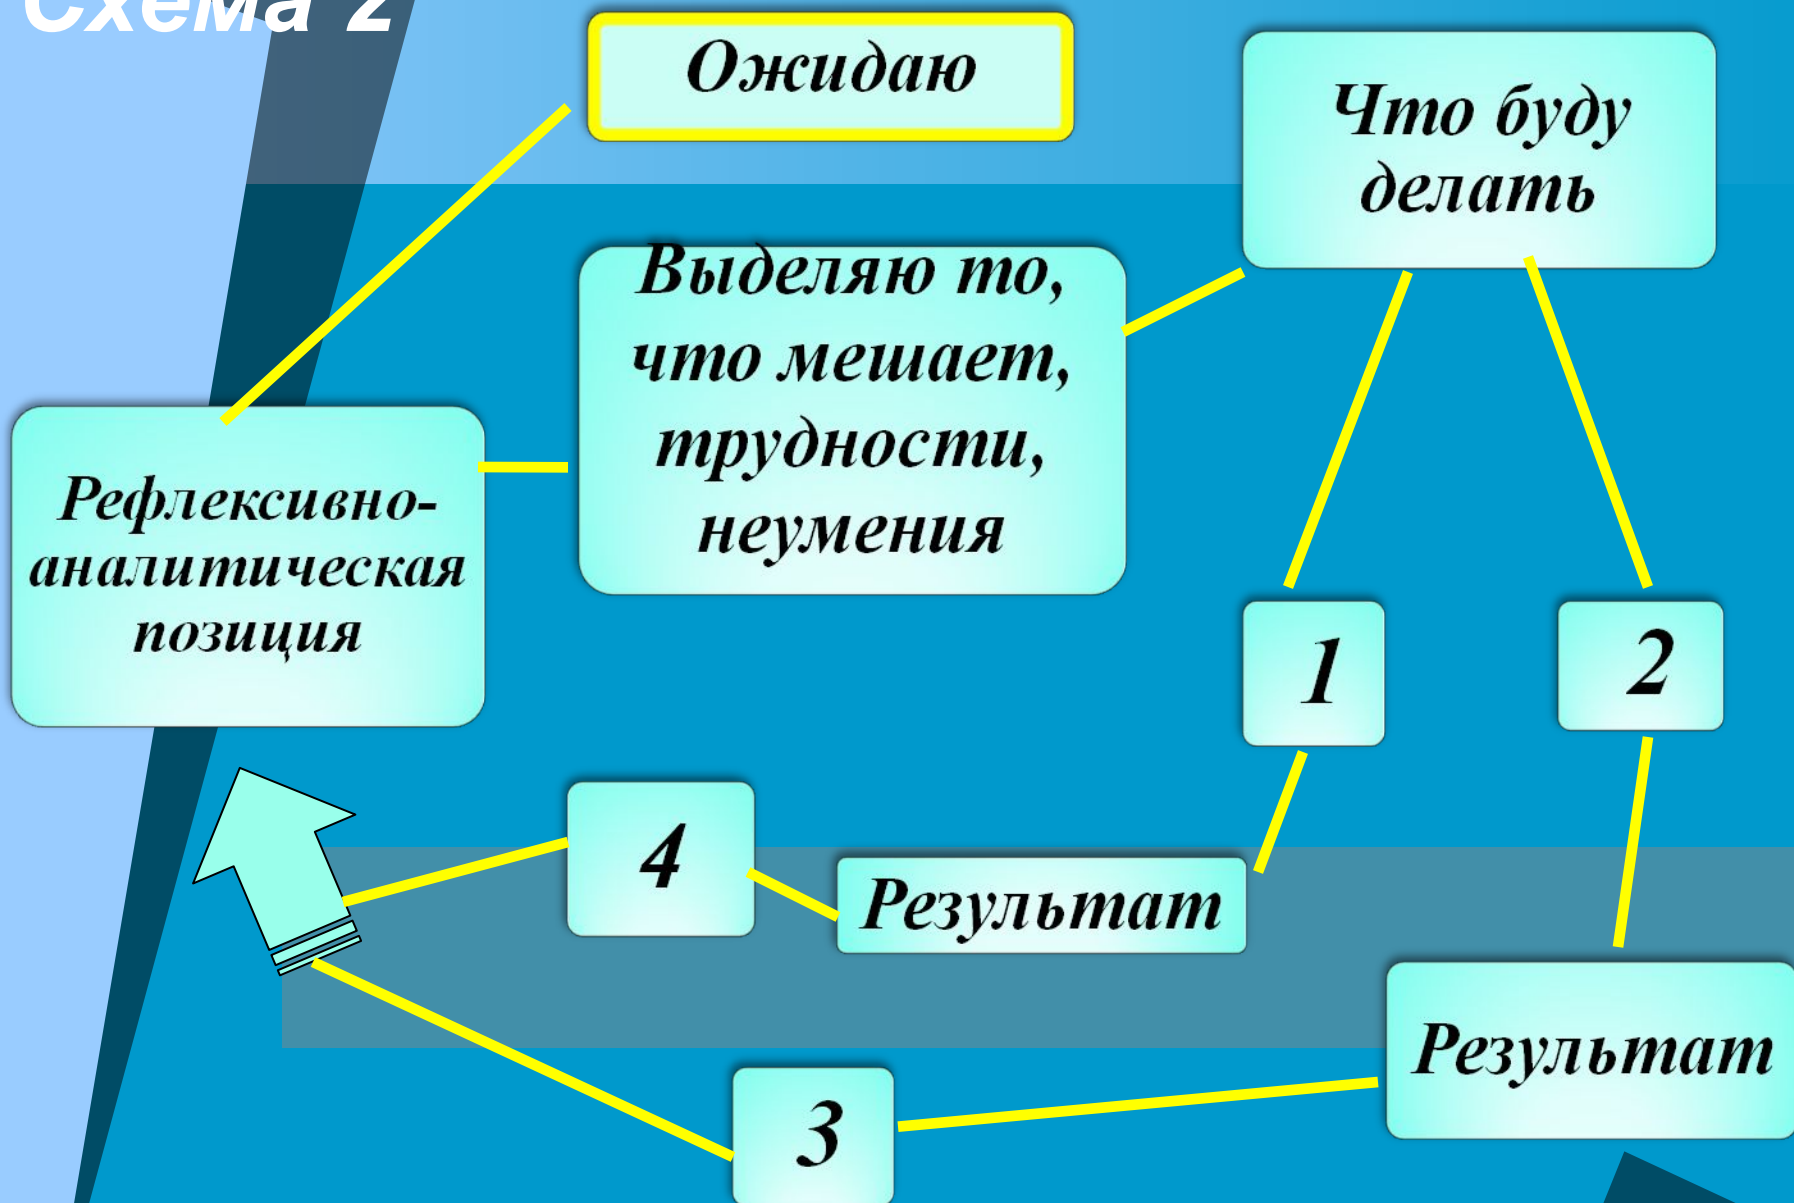 Схема 2
Ожидаю
Что буду
делать
Выделяю то,
что мешает,
трудности,
неумения
Рефлексивно-
аналитическая
позиция
1
2
4
Результат
Результат
3